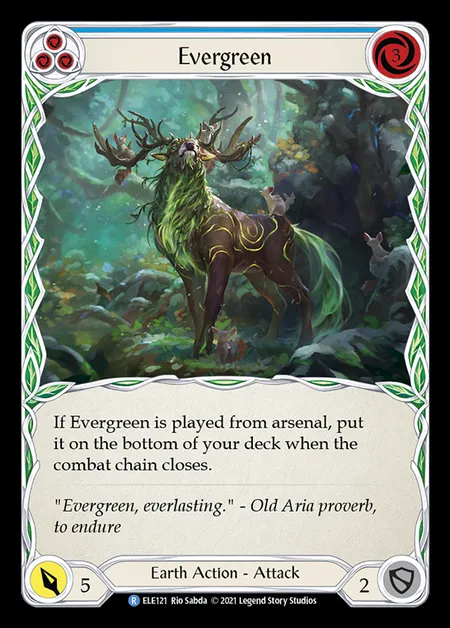 Evergreen
3
If Evergreen is played from arsenal, put
it on the bottom of your deck when the
combat chain closes.
"Evergreen, everlasting." - Old Aria proverb,
to endure
5
Earth Action - Attack
2
R ELE121 Rio Sabda © 2021 Legend Story Studios